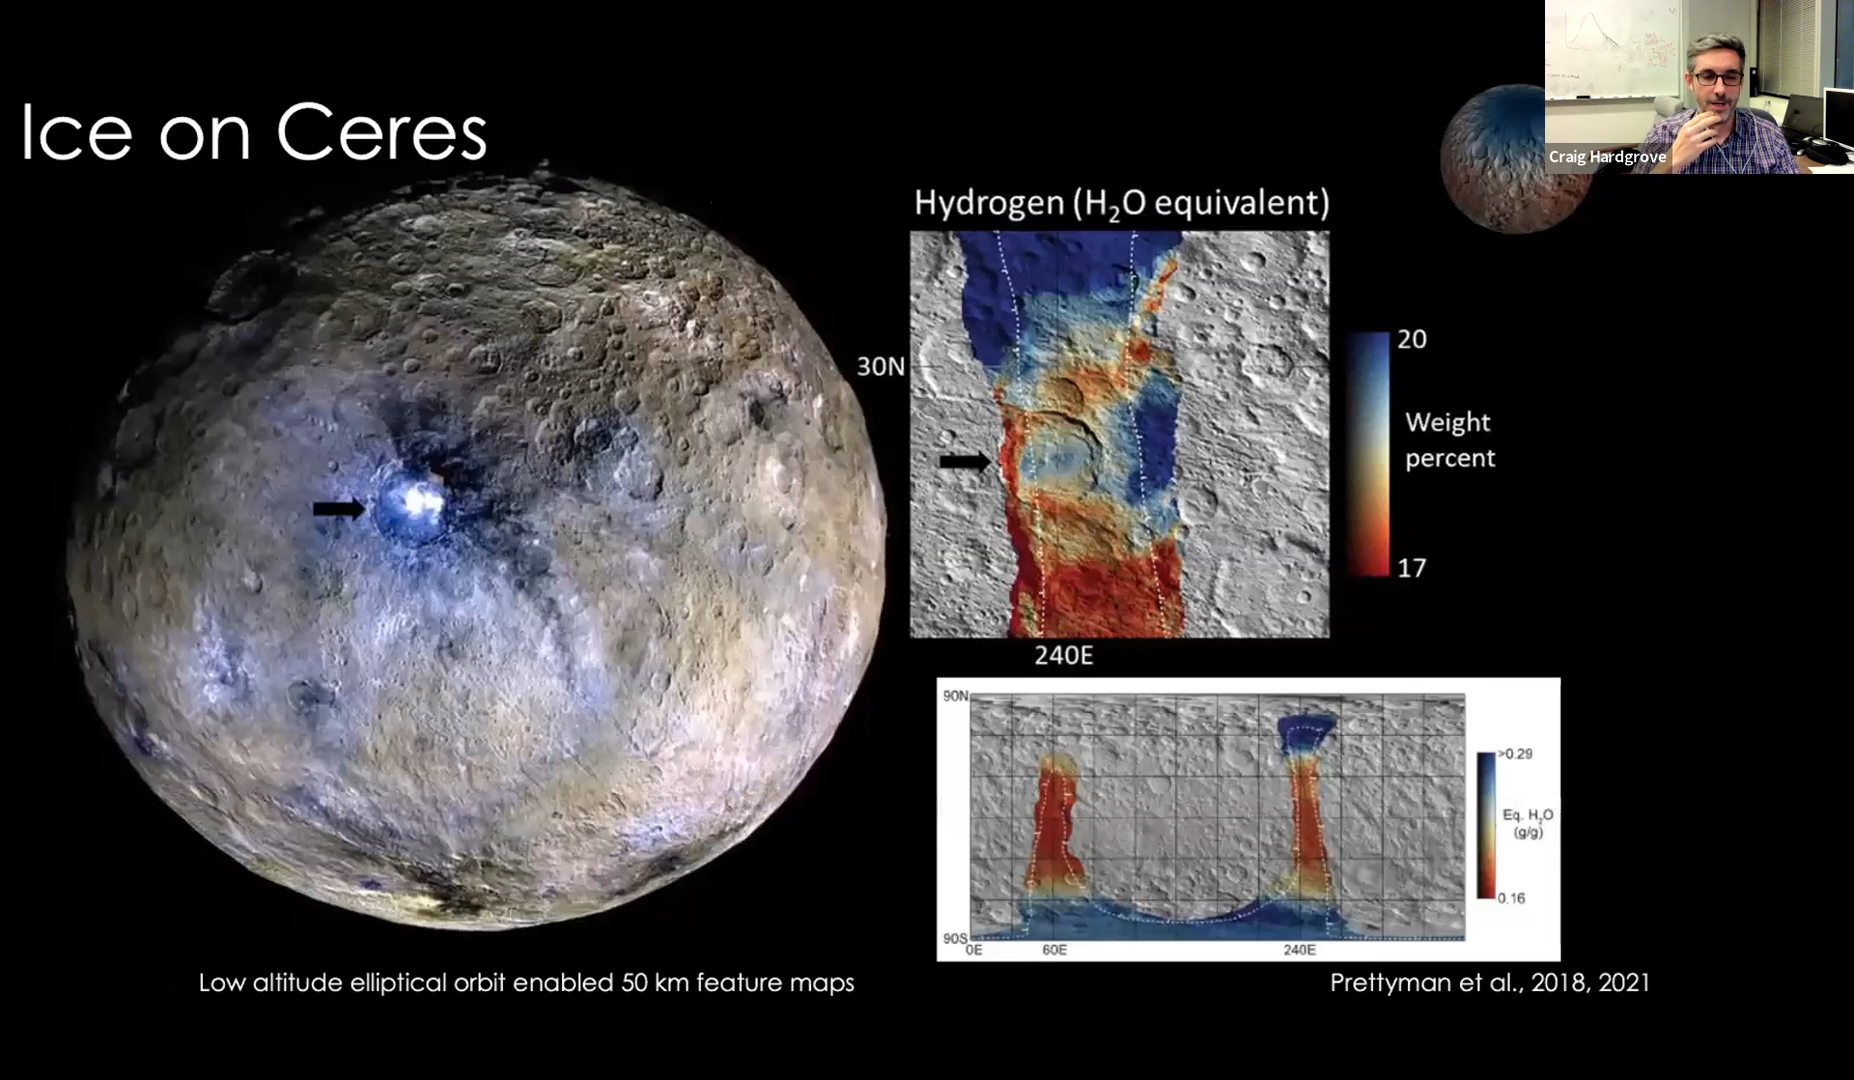 Ice on Ceres
Craig Hardgrove
Hydrogen (H₂O equivalent)
30N
20
Weight
percent
17
240E
90N
>0.29
Eq. H₂O
(g/g)
0.16
90S
0E
60E
240E
Low altitude elliptical orbit enabled 50 km feature maps
Prettyman et al., 2018, 2021